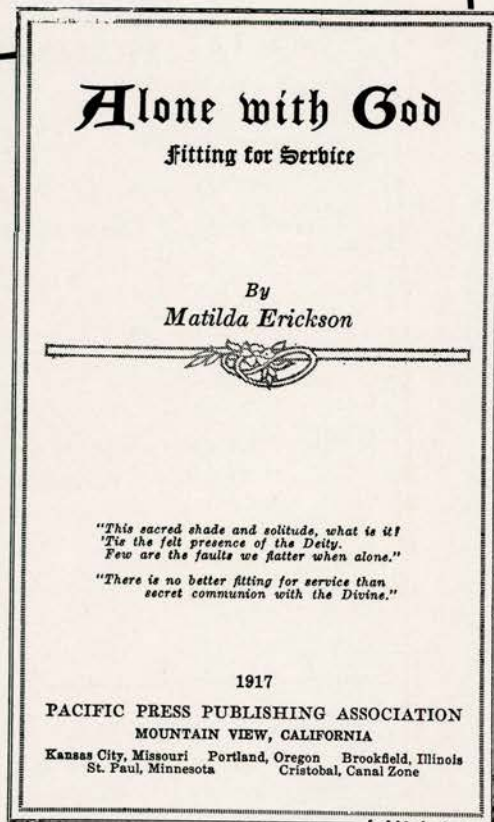 Alone with God
Fitting for Service
By
Matilda Erickson
"This sacred shade and solitude, what is it?
'Tis the felt presence of the Deity.
Few are the faults we flatter when alone."
"There is no better fitting for service than
secret communion with the Divine."
1917
PACIFIC PRESS PUBLISHING ASSOCIATION
MOUNTAIN VIEW, CALIFORNIA
Kansas City, Missouri Portland, Oregon Brookfield, Illinois
St. Paul, Minnesota Cristobal, Canal Zone